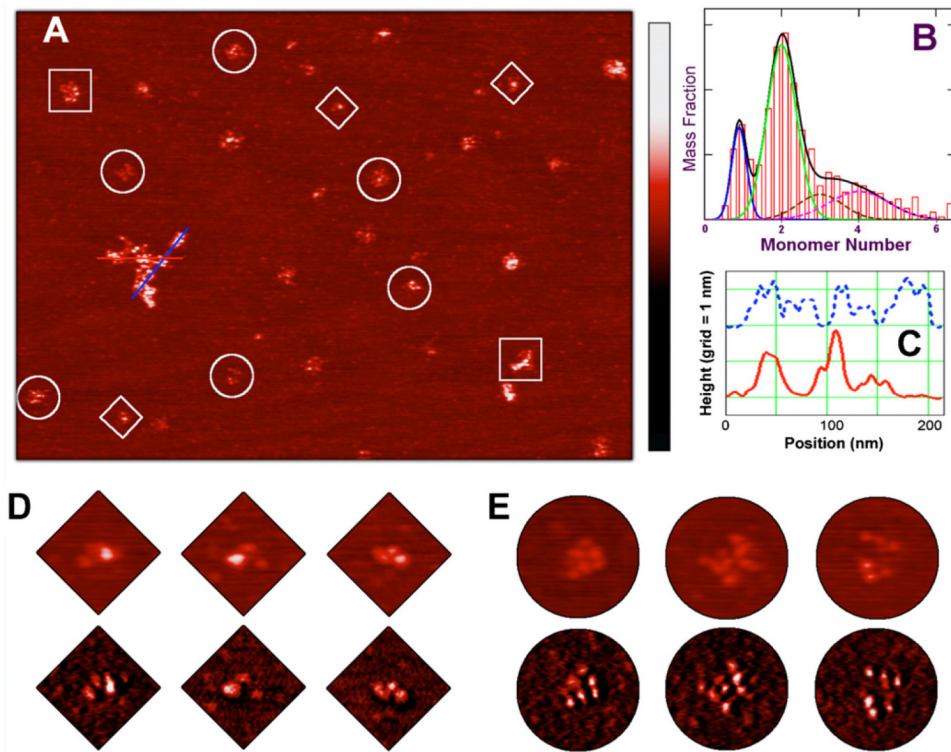 A
B
Mass Fraction
0 2 4 6
Monomer Number
C
Height (grid = 1 nm)
0 100 200
Position (nm)
D
E